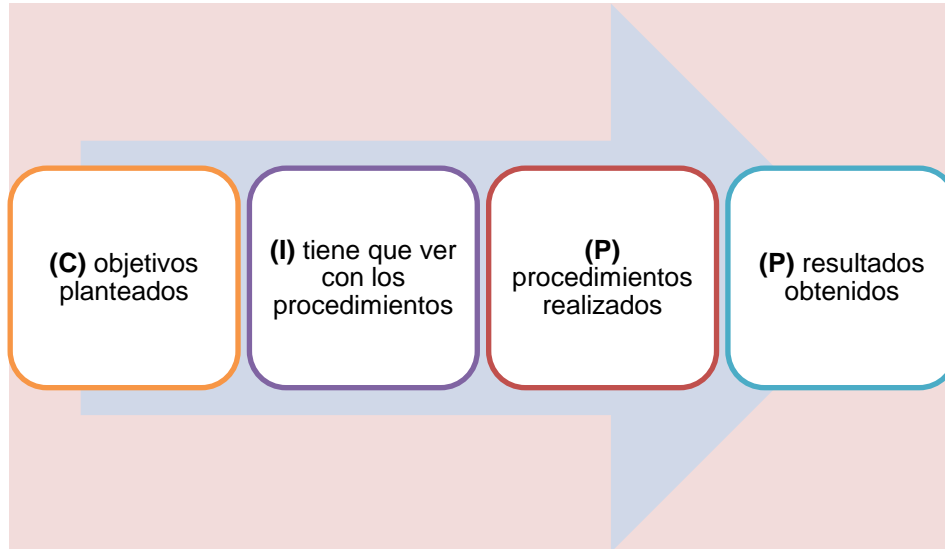 (C) objetivos
planteados
(I) tiene que ver
con los
procedimientos
(P)
procedimientos
realizados
(P) resultados
obtenidos